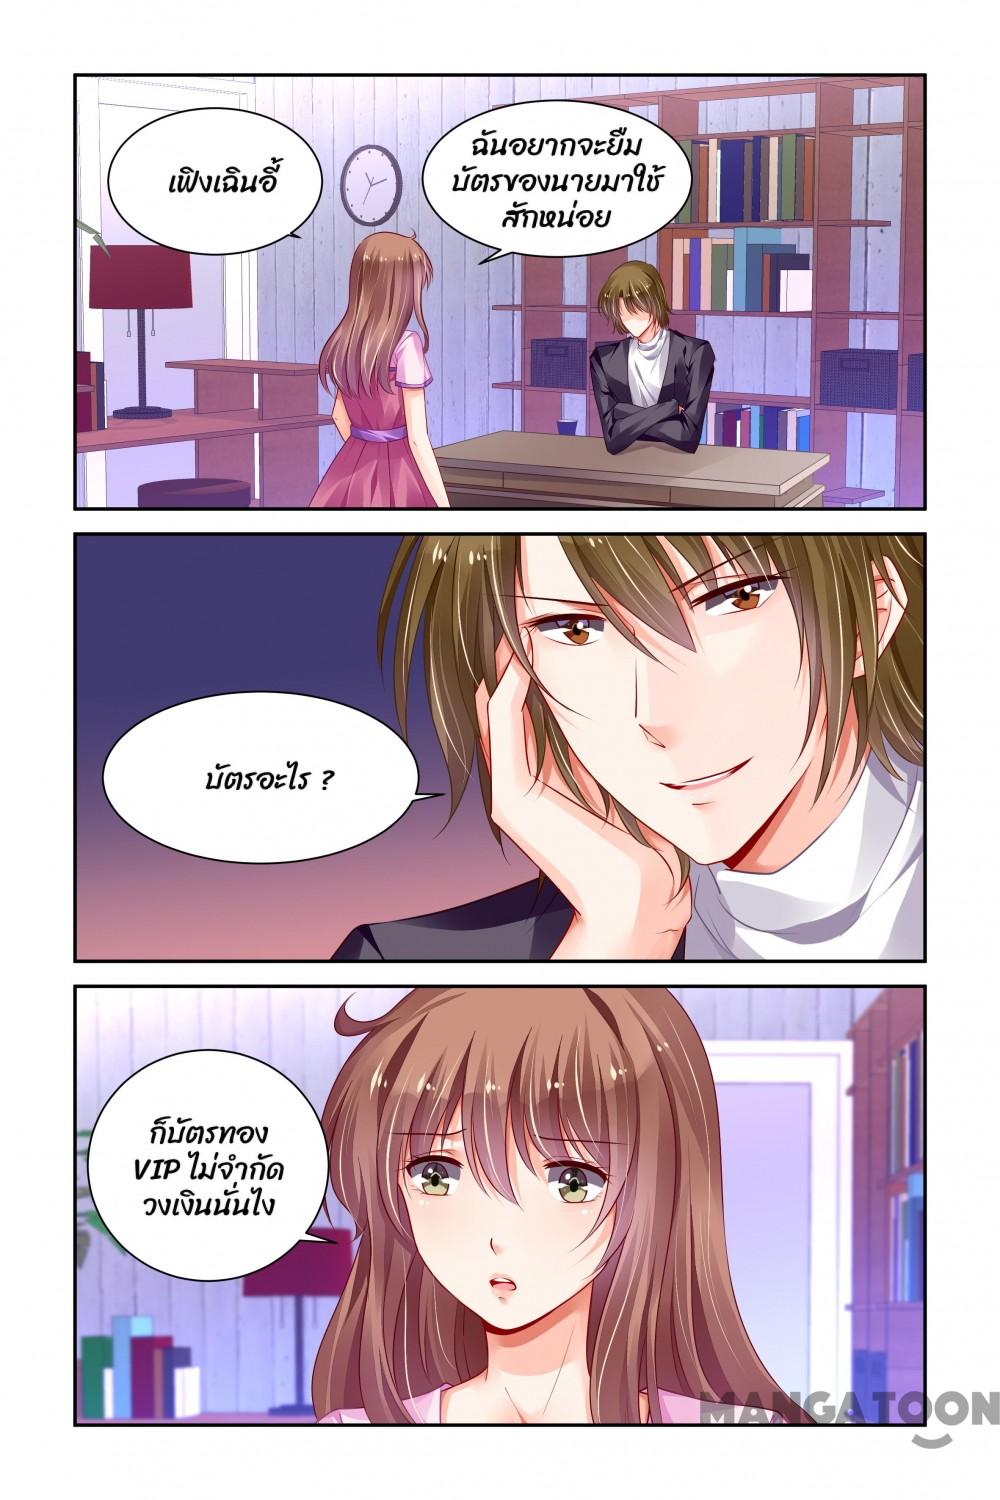 เฟิงเฉินอี้
ฉันอยากจะยืม
บัตรของนายมาใช้
สักหน่อย
บัตรอะไร ?
ก็บัตรทอง
VIP ไม่จำกัด
วงเงินนั่นไง
MANGATOON